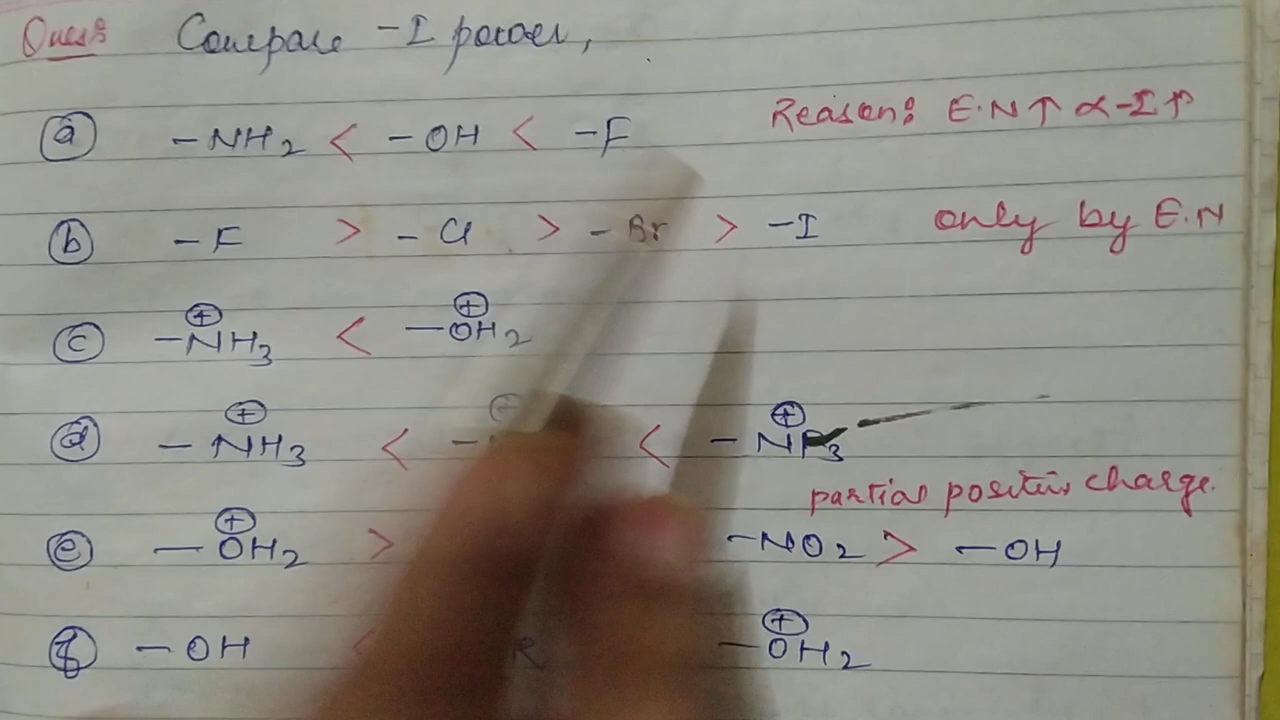 Ques: Compare -I power,
(a) -NH₂ < -OH < -F Reason: E.N↑ ∝ -I↑
(b) -F > -Cl > -Br > -I only by E.N
(c) -N⊕H₃ < -O⊕H₂
(d) -N⊕H₃ < - < -N⊕F₃
partial positive charge.
(e) -O⊕H₂ > -NO₂ > -OH
(f) -OH < R -O⊕H₂